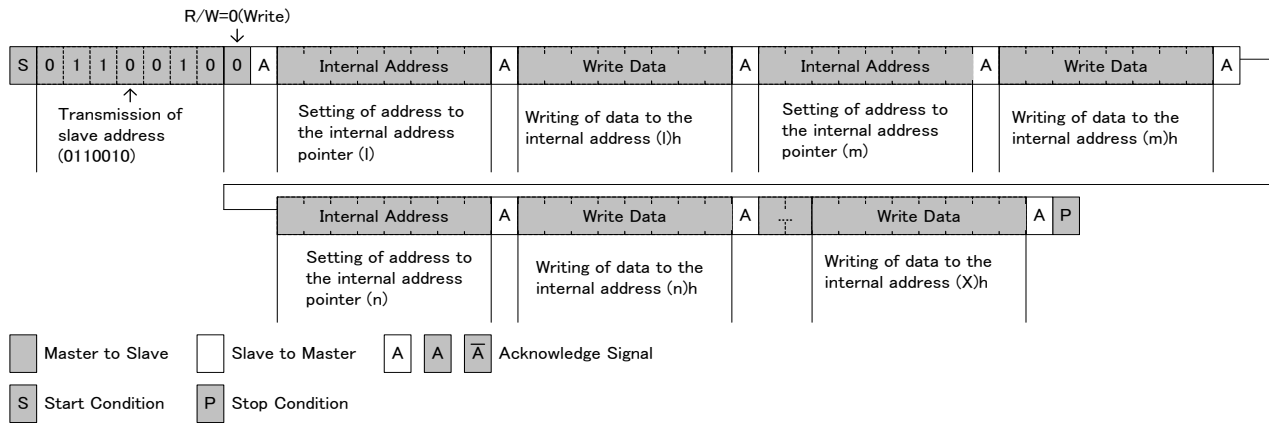 R/W=0(Write)
↓
S 0 1 1 0 0 1 0 0 A Internal Address A Write Data A Internal Address A Write Data A
↑
Transmission of
slave address
(0110010)
Setting of address to
the internal address
pointer (l)
Writing of data to the
internal address (l)h
Setting of address to
the internal address
pointer (m)
Writing of data to the
internal address (m)h
Internal Address A Write Data A .... Write Data A P
Setting of address to
the internal address
pointer (n)
Writing of data to the
internal address (n)h
Writing of data to the
internal address (X)h
Master to Slave Slave to Master A A A̅ Acknowledge Signal
S Start Condition P Stop Condition